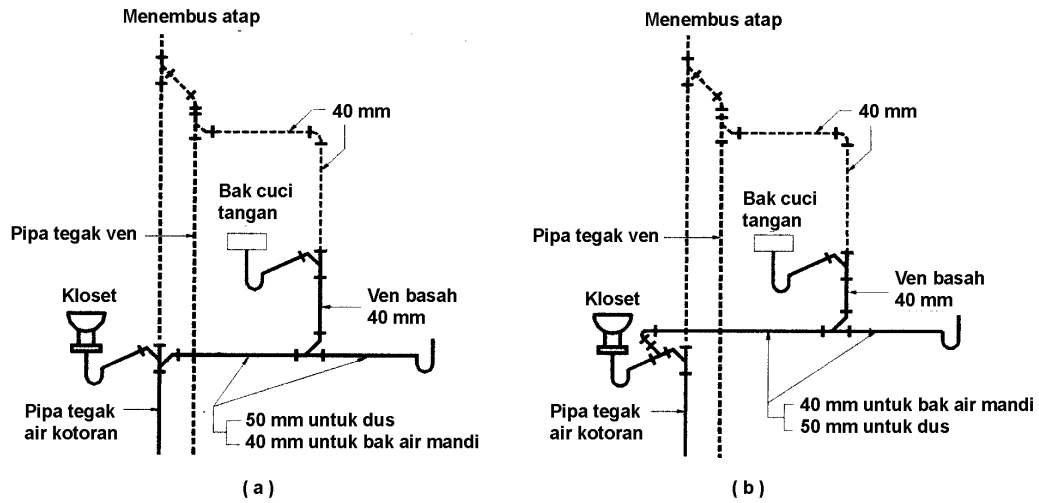 Menembus atap
40 mm
Bak cuci
tangan
Pipa tegak ven
Kloset
Ven basah
40 mm
Pipa tegak
air kotoran
50 mm untuk dus
40 mm untuk bak air mandi
( a )
Menembus atap
40 mm
Bak cuci
tangan
Pipa tegak ven
Kloset
Ven basah
40 mm
Pipa tegak
air kotoran
40 mm untuk bak air mandi
50 mm untuk dus
( b )